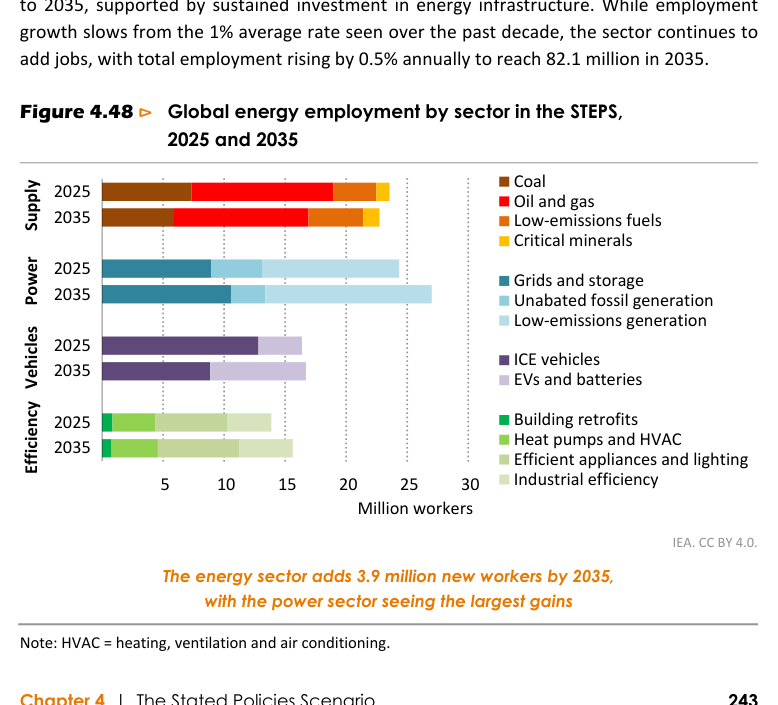 to 2035, supported by sustained investment in energy infrastructure. While employment
growth slows from the 1% average rate seen over the past decade, the sector continues to
add jobs, with total employment rising by 0.5% annually to reach 82.1 million in 2035.
Figure 4.48 ▻ Global energy employment by sector in the STEPS,
2025 and 2035
Supply
2025
2035
Power
2025
2035
Vehicles
2025
2035
Efficiency
2025
2035
5 10 15 20 25 30
Million workers
Coal
Oil and gas
Low-emissions fuels
Critical minerals
Grids and storage
Unabated fossil generation
Low-emissions generation
ICE vehicles
EVs and batteries
Building retrofits
Heat pumps and HVAC
Efficient appliances and lighting
Industrial efficiency
IEA. CC BY 4.0.
The energy sector adds 3.9 million new workers by 2035,
with the power sector seeing the largest gains
Note: HVAC = heating, ventilation and air conditioning.
Chapter 4 | The Stated Policies Scenario 243